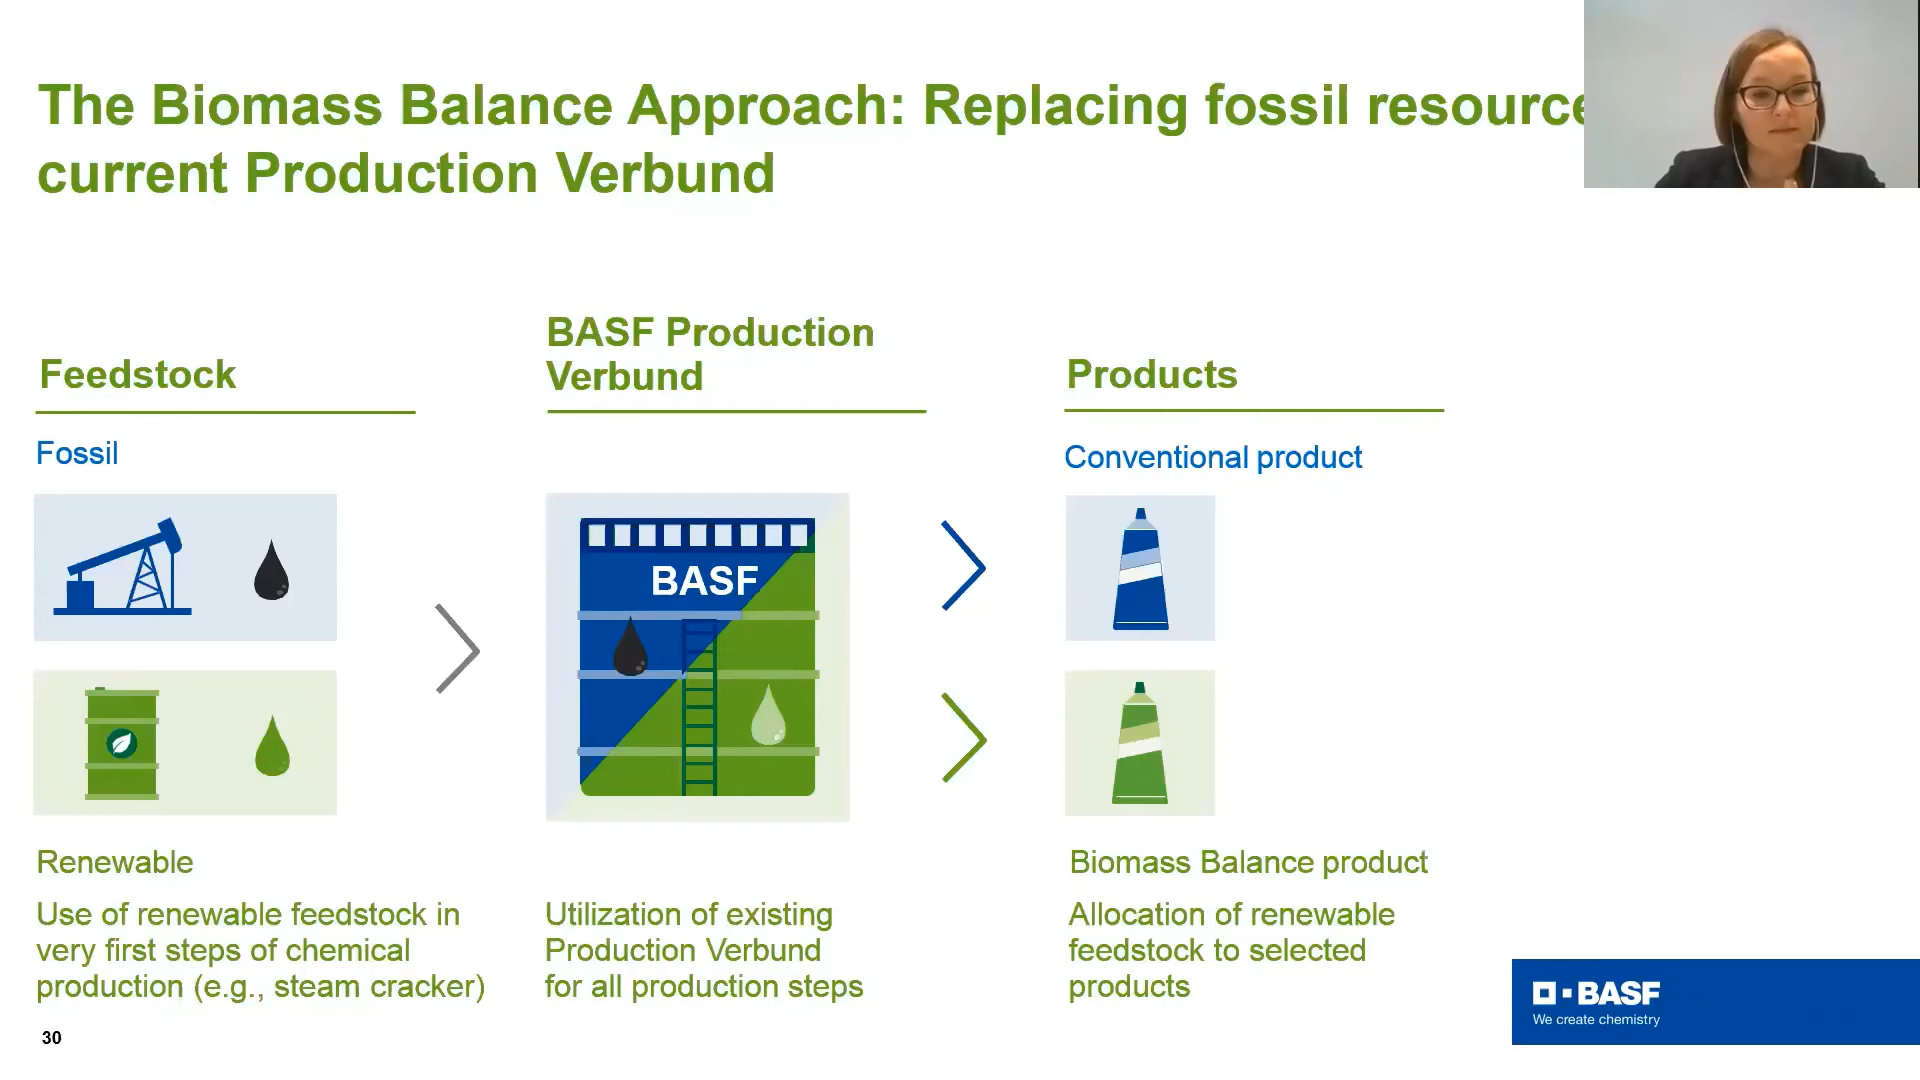 The Biomass Balance Approach: Replacing fossil resource
current Production Verbund
Feedstock
BASF Production
Verbund
Products
Fossil
Conventional product
BASF
Renewable
Biomass Balance product
Use of renewable feedstock in
very first steps of chemical
production (e.g., steam cracker)
Utilization of existing
Production Verbund
for all production steps
Allocation of renewable
feedstock to selected
products
BASF
We create chemistry
30